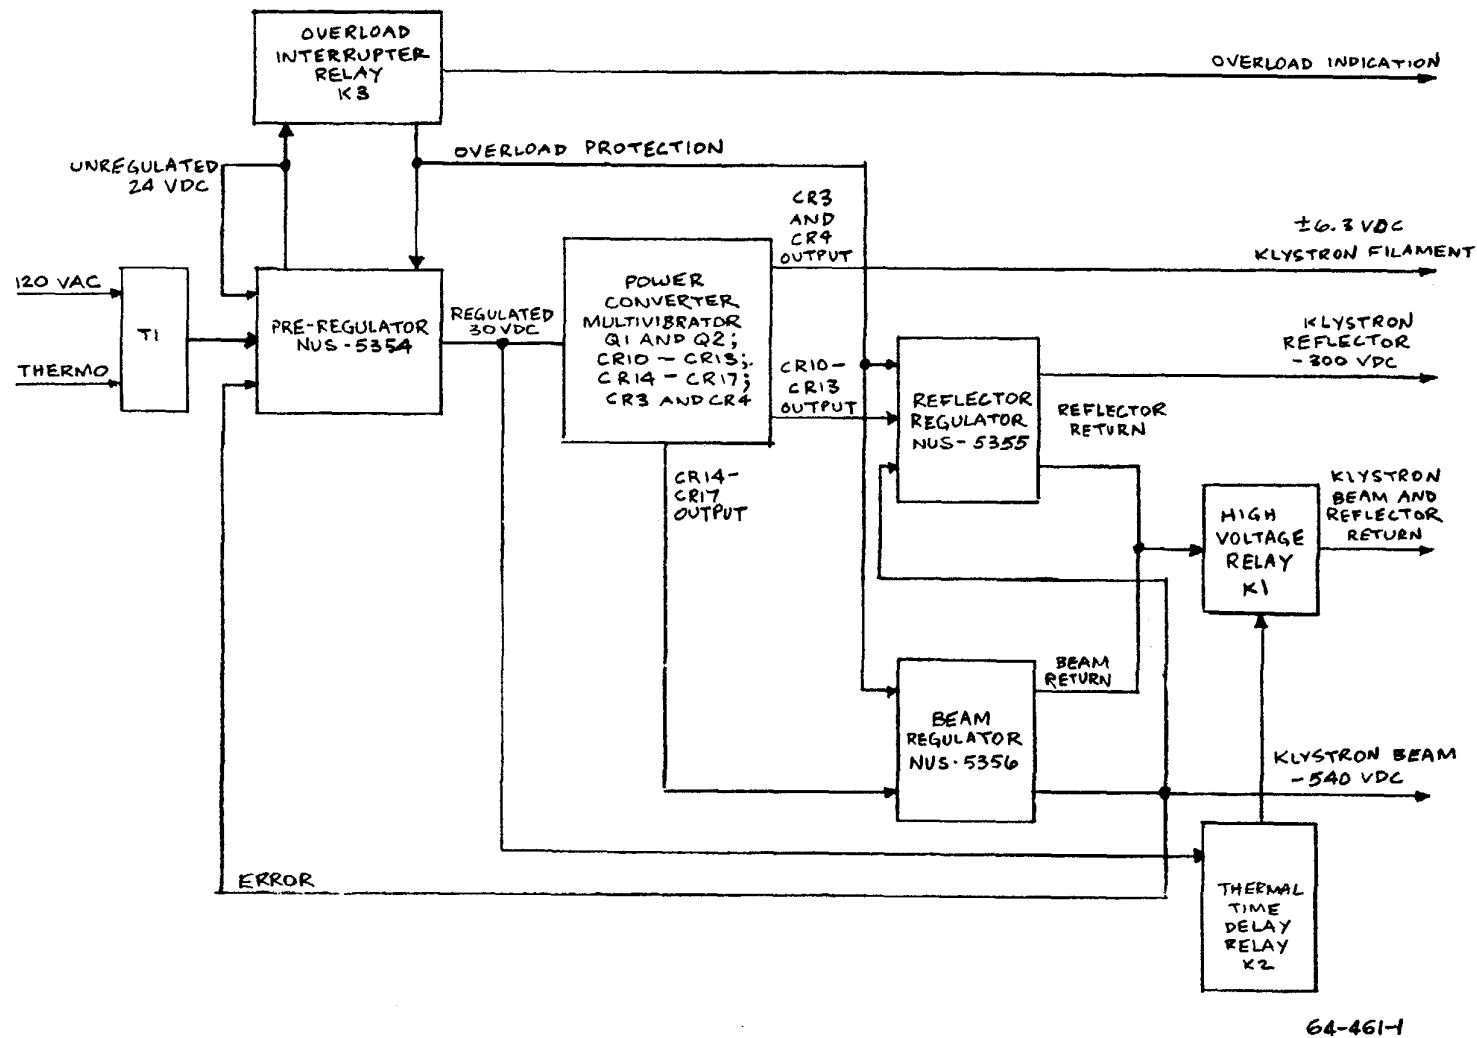 OVERLOAD
INTERRUPTER
RELAY
K3
OVERLOAD INDICATION
UNREGULATED
24 VDC
OVERLOAD PROTECTION
CR3
AND
CR4
OUTPUT
±6.3 VDC
KLYSTRON FILAMENT
120 VAC
THERMO
T1
PRE-REGULATOR
NUS-5354
REGULATED
30 VDC
POWER
CONVERTER
MULTIVIBRATOR
Q1 AND Q2;
CR10 - CR13;
CR14 - CR17;
CR3 AND CR4
CR10-
CR13
OUTPUT
KLYSTRON
REFLECTOR
-300 VDC
REFLECTOR
REGULATOR
NUS-5355
REFLECTOR
RETURN
CR14-
CR17
OUTPUT
HIGH
VOLTAGE
RELAY
K1
KLYSTRON
BEAM AND
REFLECTOR
RETURN
BEAM
RETURN
BEAM
REGULATOR
NUS-5356
KLYSTRON BEAM
-540 VDC
ERROR
THERMAL
TIME
DELAY
RELAY
K2
64-461-1